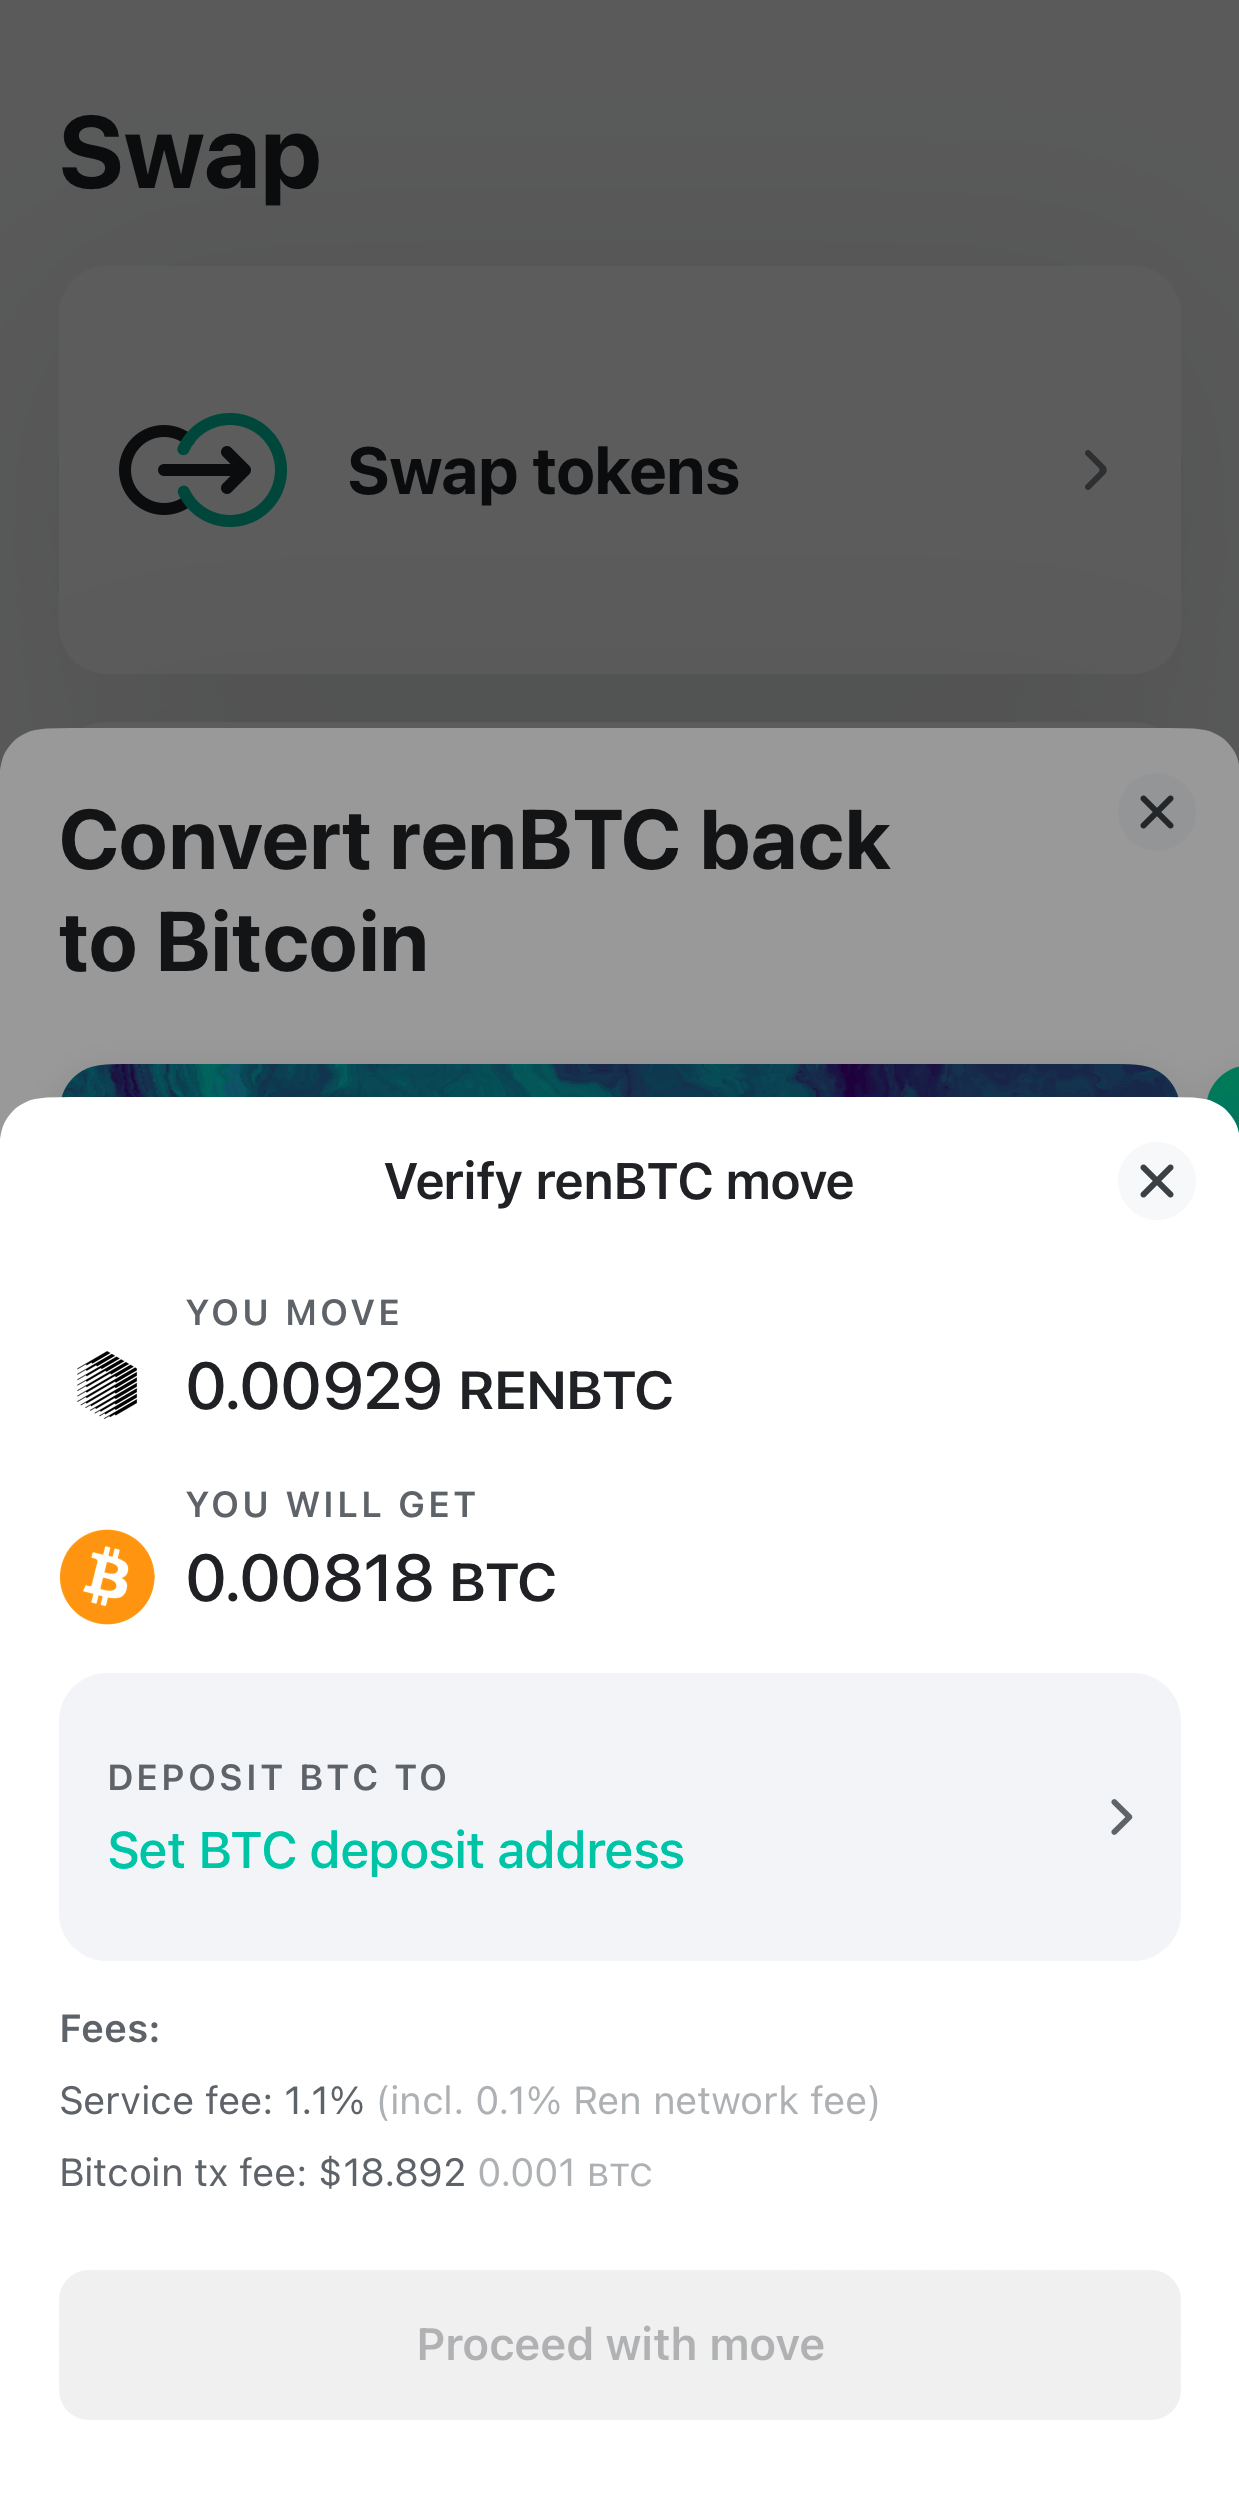 Swap
Swap tokens
Convert renBTC back
to Bitcoin
Verify renBTC move
YOU MOVE
0.00929 RENBTC
YOU WILL GET
0.00818 BTC
DEPOSIT BTC TO
Set BTC deposit address
Fees:
Service fee: 1.1% (incl. 0.1% Ren network fee)
Bitcoin tx fee: $18.892 0.001 BTC
Proceed with move